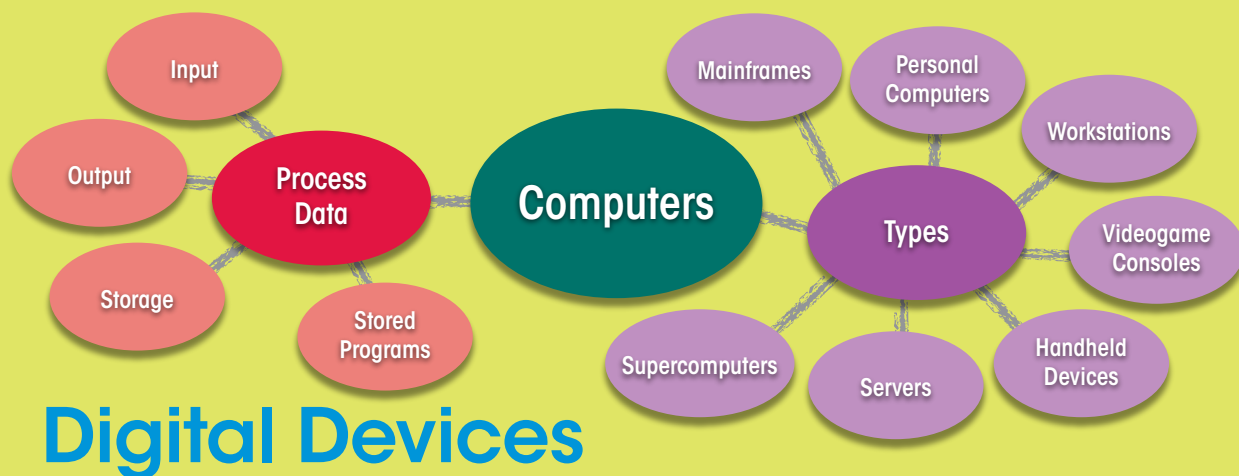 Input
Output
Storage
Stored
Programs
Process
Data
Computers
Types
Mainframes
Personal
Computers
Workstations
Videogame
Consoles
Handheld
Devices
Servers
Supercomputers
Digital Devices